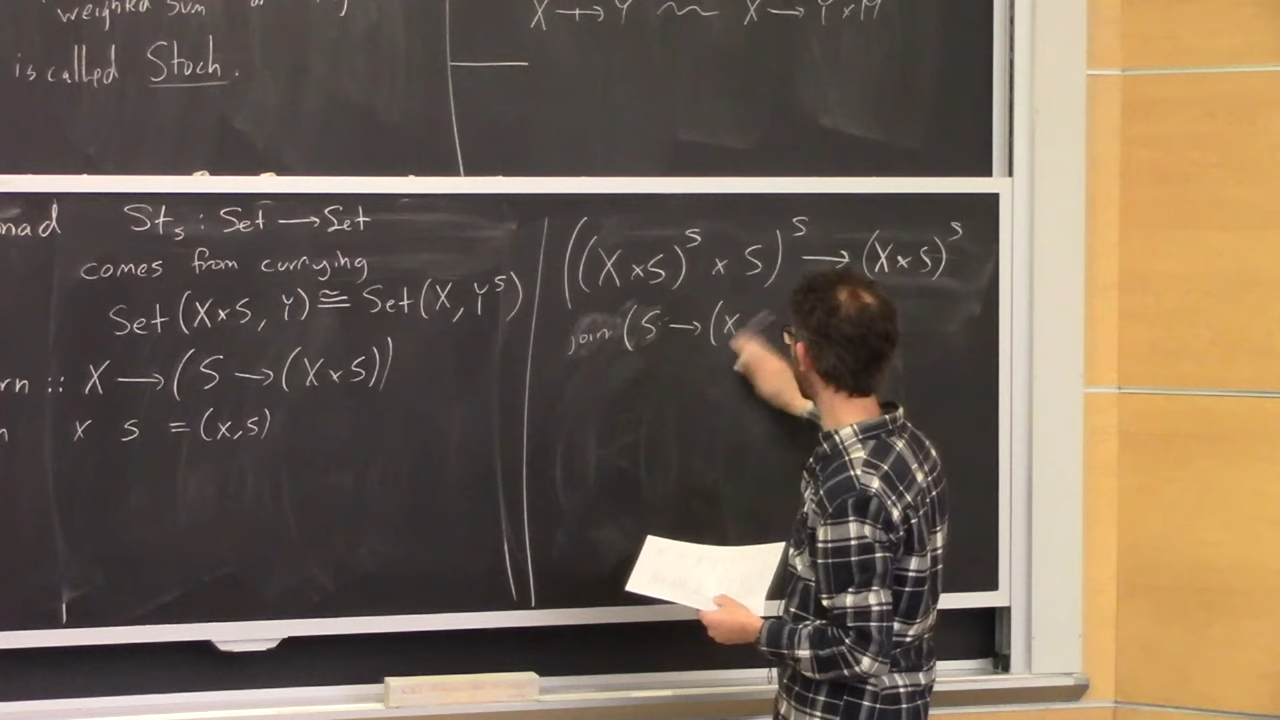 weighted sum
is called Stoch.
X ⇸ Y ~~ X → Y × M
nad St_S : Set → Set
comes from currying
Set(X×S, Y) ≅ Set(X, Y^S)
rn :: X → (S → (X×S))
n x s = (x,s)
((X×S)^S × S)^S → (X×S)^S
join (S → (X